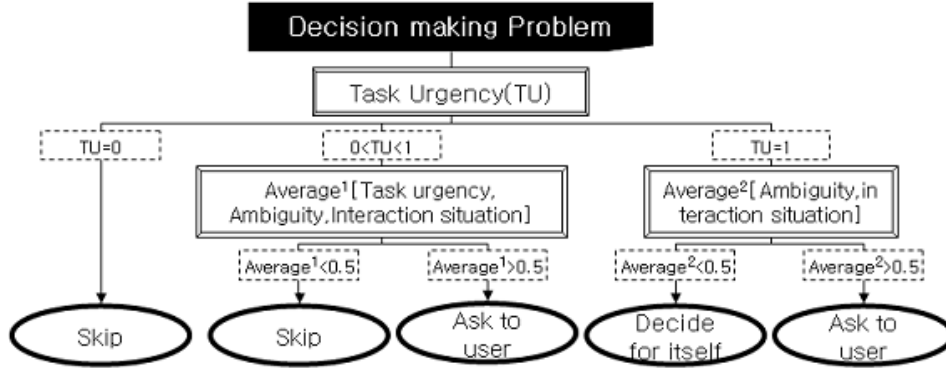 Decision making Problem
Task Urgency(TU)
TU=0
0<TU<1
TU=1
Average¹[Task urgency,
Ambiguity,Interaction situation]
Average²[Ambiguity,in
teraction situation]
Average¹<0.5
Average¹>0.5
Average²<0.5
Average²>0.5
Skip
Skip
Ask to
user
Decide
for itself
Ask to
user